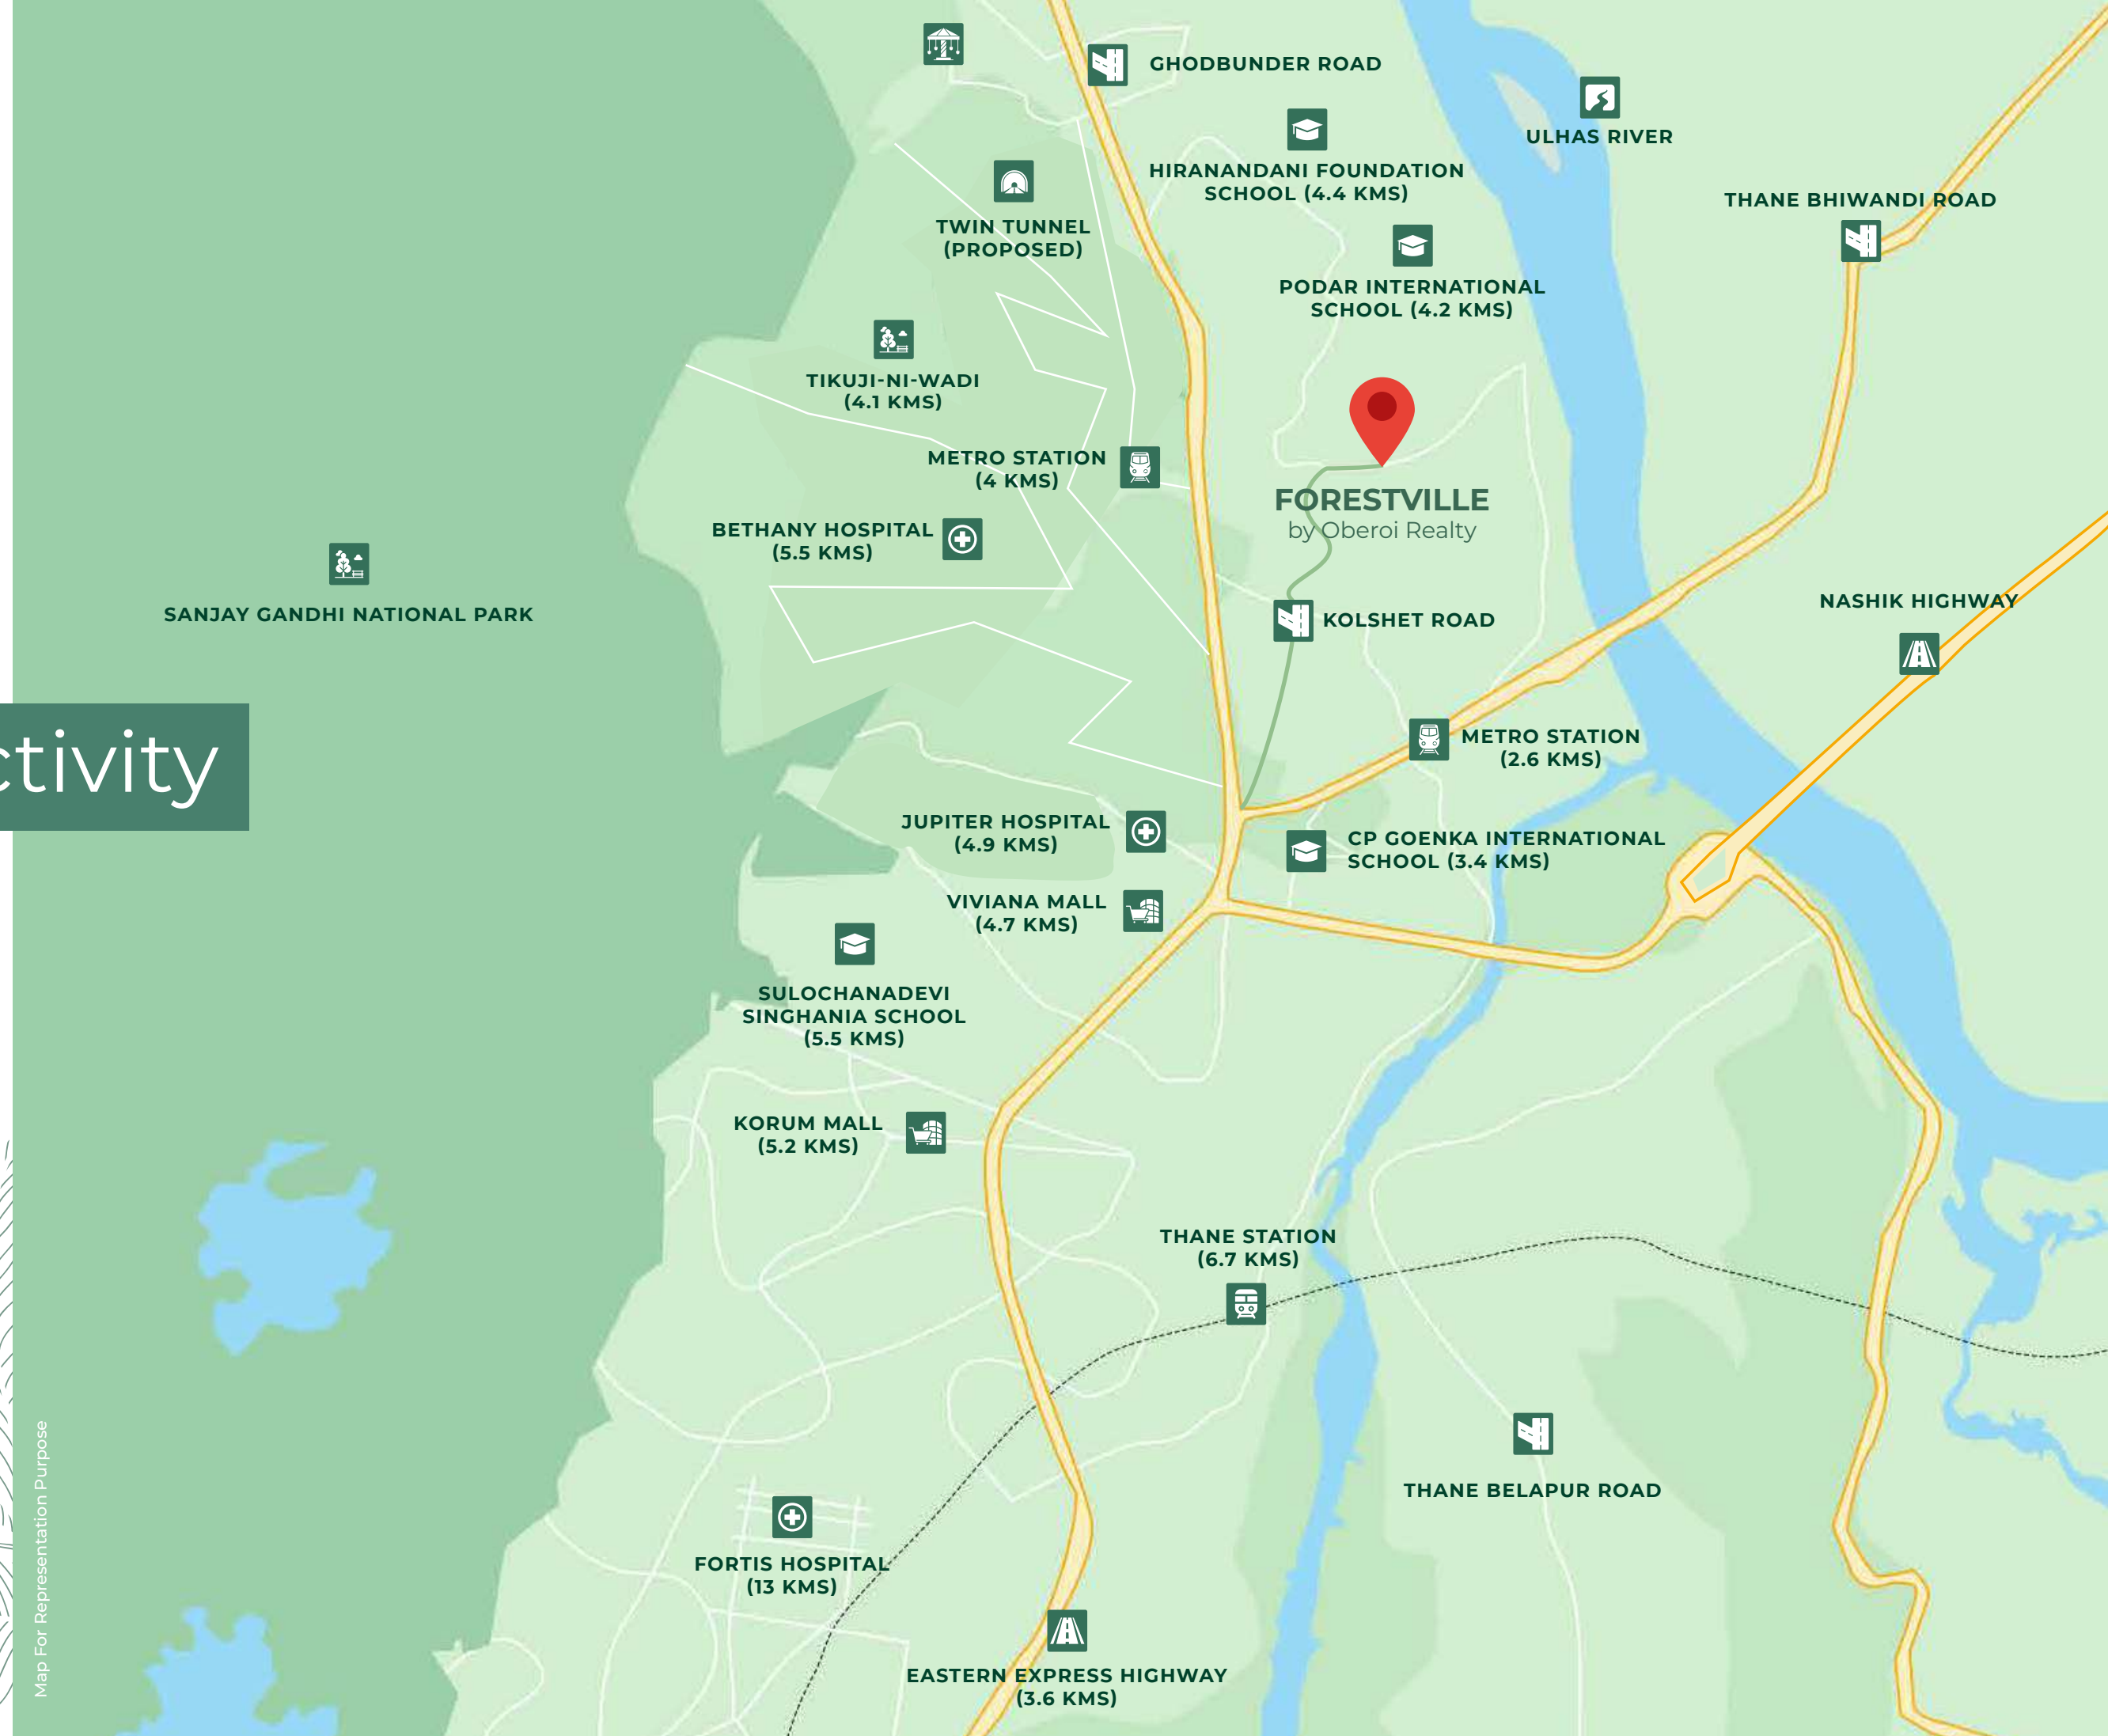 GHODBUNDER ROAD
ULHAS RIVER
HIRANANDANI FOUNDATION
SCHOOL (4.4 KMS)
THANE BHIWANDI ROAD
TWIN TUNNEL
(PROPOSED)
PODAR INTERNATIONAL
SCHOOL (4.2 KMS)
TIKUJI-NI-WADI
(4.1 KMS)
METRO STATION
(4 KMS)
FORESTVILLE
by Oberoi Realty
BETHANY HOSPITAL
(5.5 KMS)
SANJAY GANDHI NATIONAL PARK
KOLSHET ROAD
NASHIK HIGHWAY
ctivity
METRO STATION
(2.6 KMS)
JUPITER HOSPITAL
(4.9 KMS)
CP GOENKA INTERNATIONAL
SCHOOL (3.4 KMS)
VIVIANA MALL
(4.7 KMS)
SULOCHANADEVI
SINGHANIA SCHOOL
(5.5 KMS)
KORUM MALL
(5.2 KMS)
THANE STATION
(6.7 KMS)
THANE BELAPUR ROAD
FORTIS HOSPITAL
(13 KMS)
EASTERN EXPRESS HIGHWAY
(3.6 KMS)
Map For Representation Purpose